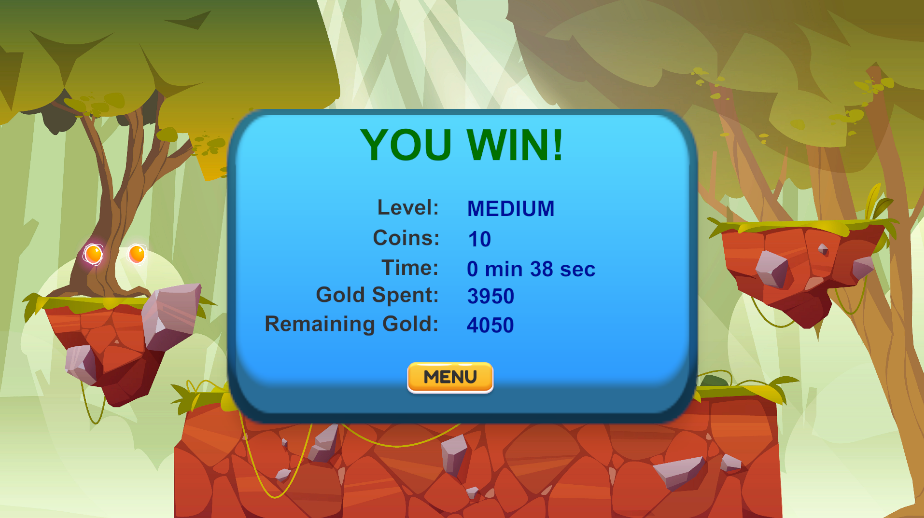 YOU WIN!
Level: MEDIUM
Coins: 10
Time: 0 min 38 sec
Gold Spent: 3950
Remaining Gold: 4050
MENU